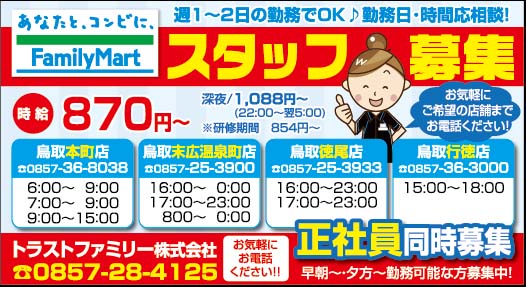 週1～2日の勤務でOK♪勤務日・時間応相談!
あなたと、コンビに、
FamilyMart
スタッフ募集
時給 870円～
深夜/1,088円～
(22:00～翌5:00)
※研修期間 854円～
お気軽に
ご希望の店舗まで
お電話ください!
鳥取本町店
☎0857-36-8038
6:00～ 9:00
7:00～ 9:00
9:00～15:00
鳥取末広温泉町店
☎0857-25-3900
16:00～ 0:00
17:00～23:00
800～ 0:00
鳥取徳尾店
☎0857-25-3933
16:00～23:00
17:00～23:00
鳥取行徳店
☎0857-36-3000
15:00～18:00
トラストファミリー株式会社
☎0857-28-4125
お気軽に
お電話
ください!!
正社員同時募集
早朝～・夕方～勤務可能な方募集中!